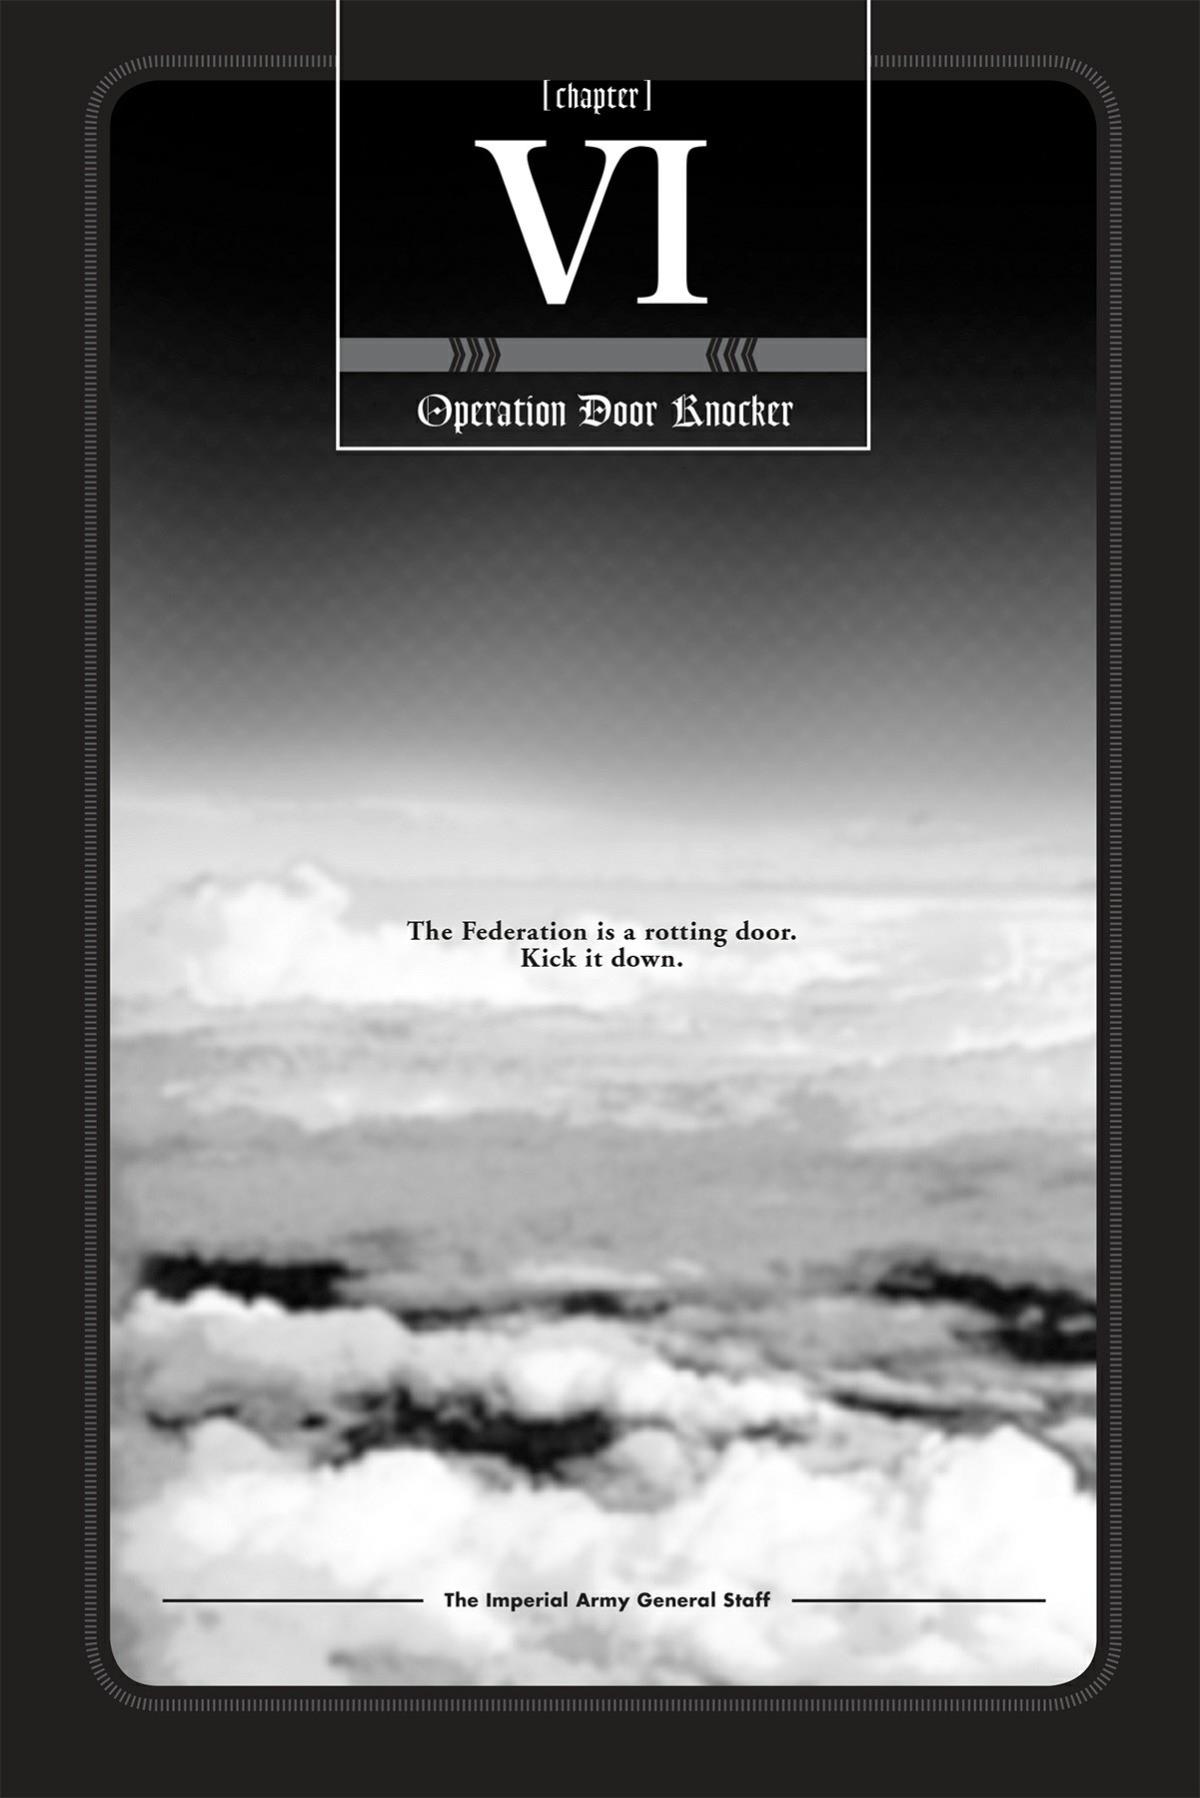 [chapter]
VI
Operation Door Knocker
The Federation is a rotting door.
Kick it down.
The Imperial Army General Staff